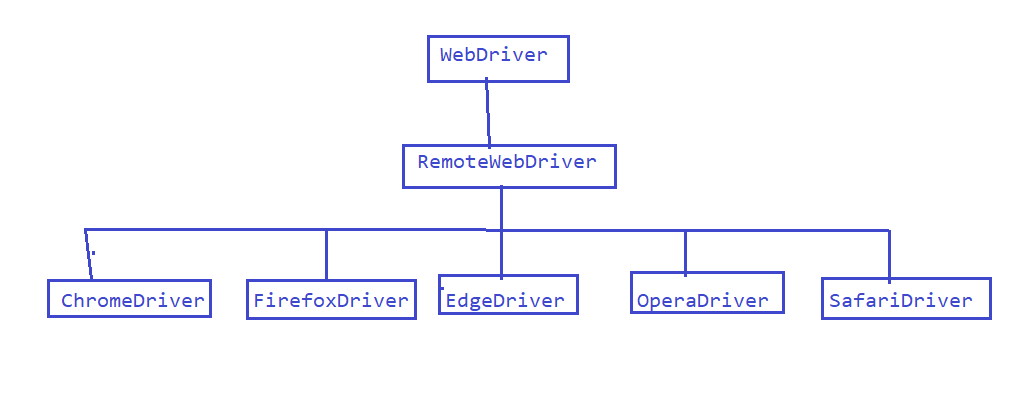 WebDriver
RemoteWebDriver
ChromeDriver
FirefoxDriver
EdgeDriver
OperaDriver
SafariDriver